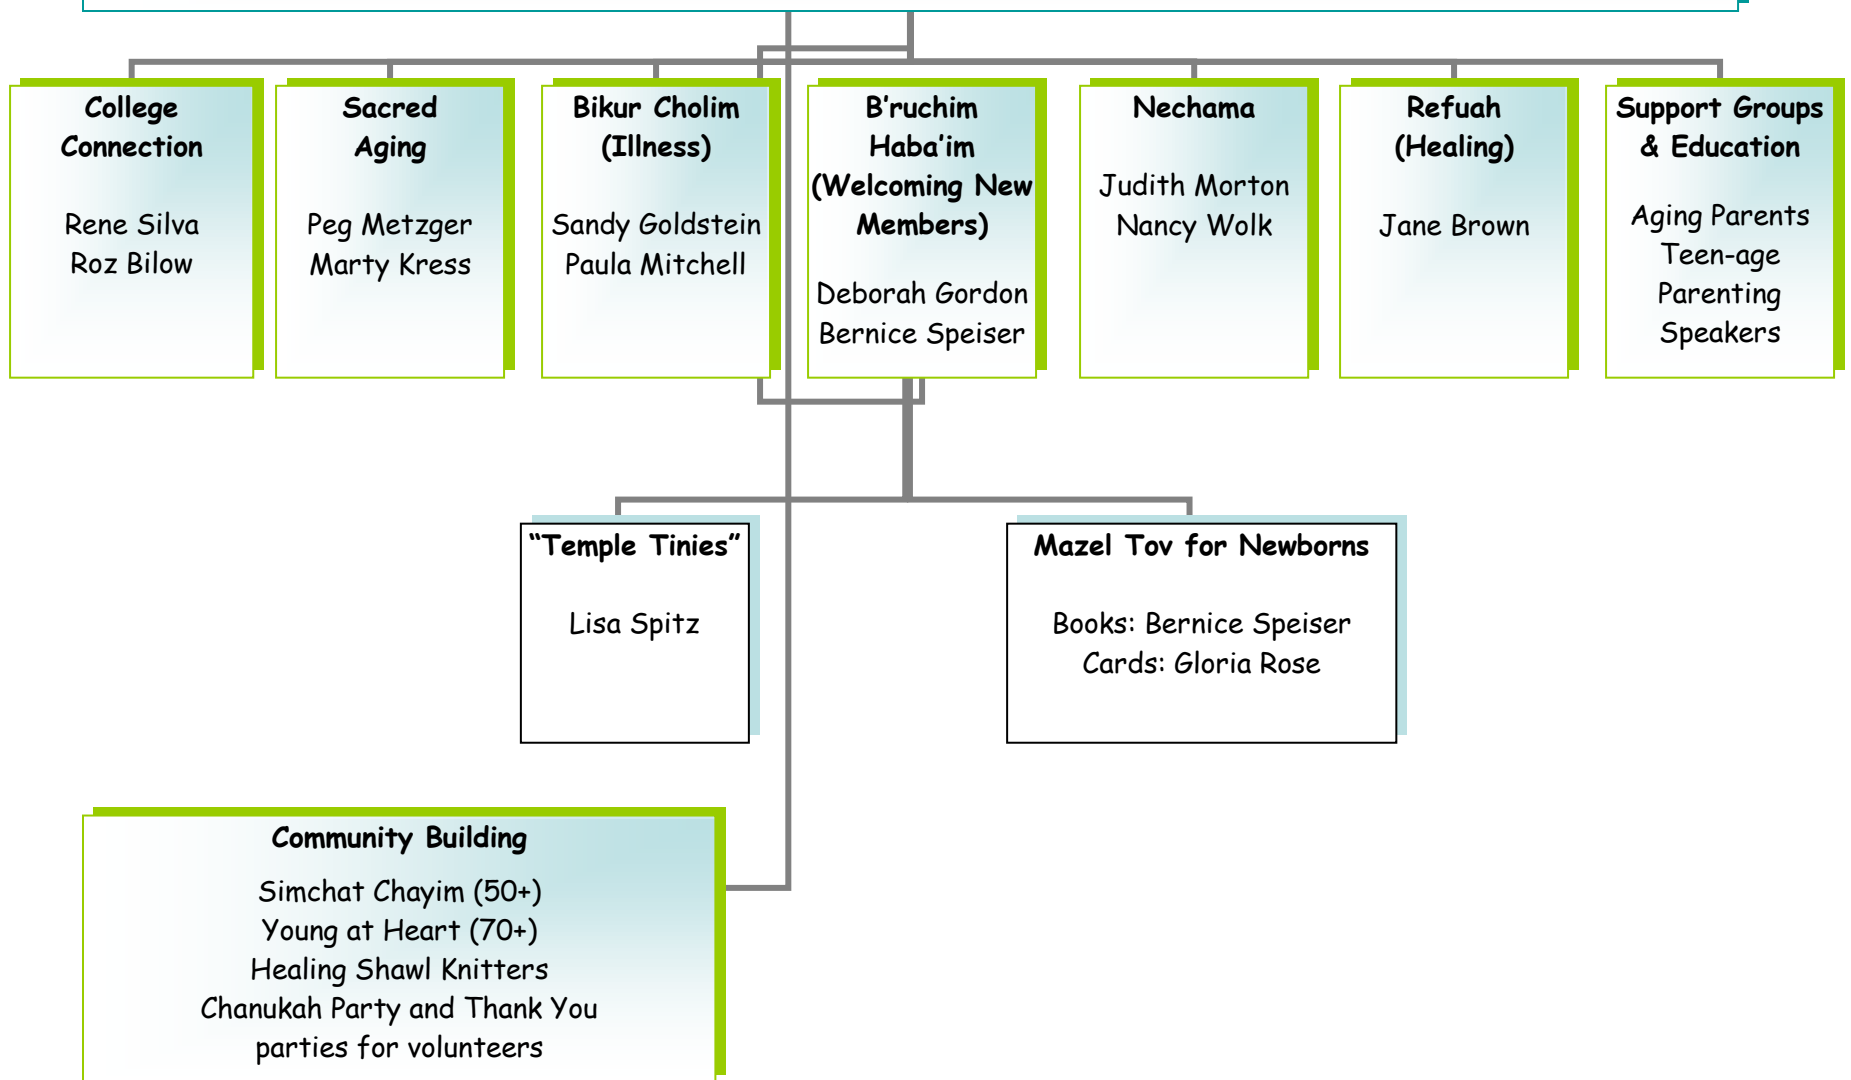 College
Connection
Rene Silva
Roz Bilow
Sacred
Aging
Peg Metzger
Marty Kress
Bikur Cholim
(Illness)
Sandy Goldstein
Paula Mitchell
B’ruchim
Haba’im
(Welcoming New
Members)
Deborah Gordon
Bernice Speiser
Nechama
Judith Morton
Nancy Wolk
Refuah
(Healing)
Jane Brown
Support Groups
& Education
Aging Parents
Teen-age
Parenting
Speakers
“Temple Tinies”
Lisa Spitz
Mazel Tov for Newborns
Books: Bernice Speiser
Cards: Gloria Rose
Community Building
Simchat Chayim (50+)
Young at Heart (70+)
Healing Shawl Knitters
Chanukah Party and Thank You
parties for volunteers